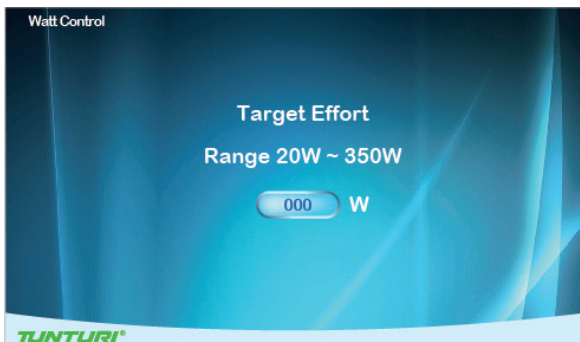 Watt Control
Target Effort
Range 20W ~ 350W
000 W
TUNTURI®